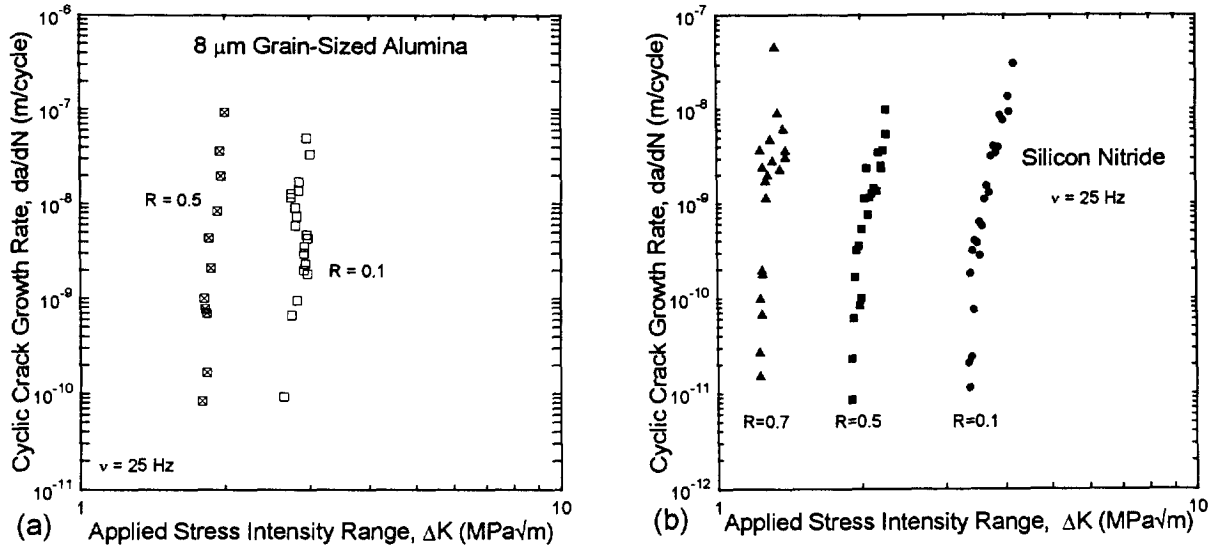 Cyclic Crack Growth Rate, da/dN (m/cycle)
10⁻⁵
10⁻⁶
10⁻⁷
10⁻⁸
10⁻⁹
10⁻¹⁰
10⁻¹¹
8 μm Grain-Sized Alumina
R = 0.5
R = 0.1
ν = 25 Hz
1
10
(a)
Applied Stress Intensity Range, ΔK (MPa√m)
Cyclic Crack Growth Rate, da/dN (m/cycle)
10⁻⁷
10⁻⁸
10⁻⁹
10⁻¹⁰
10⁻¹¹
10⁻¹²
Silicon Nitride
ν = 25 Hz
R=0.7
R=0.5
R=0.1
1
10
(b)
Applied Stress Intensity Range, ΔK (MPa√m)